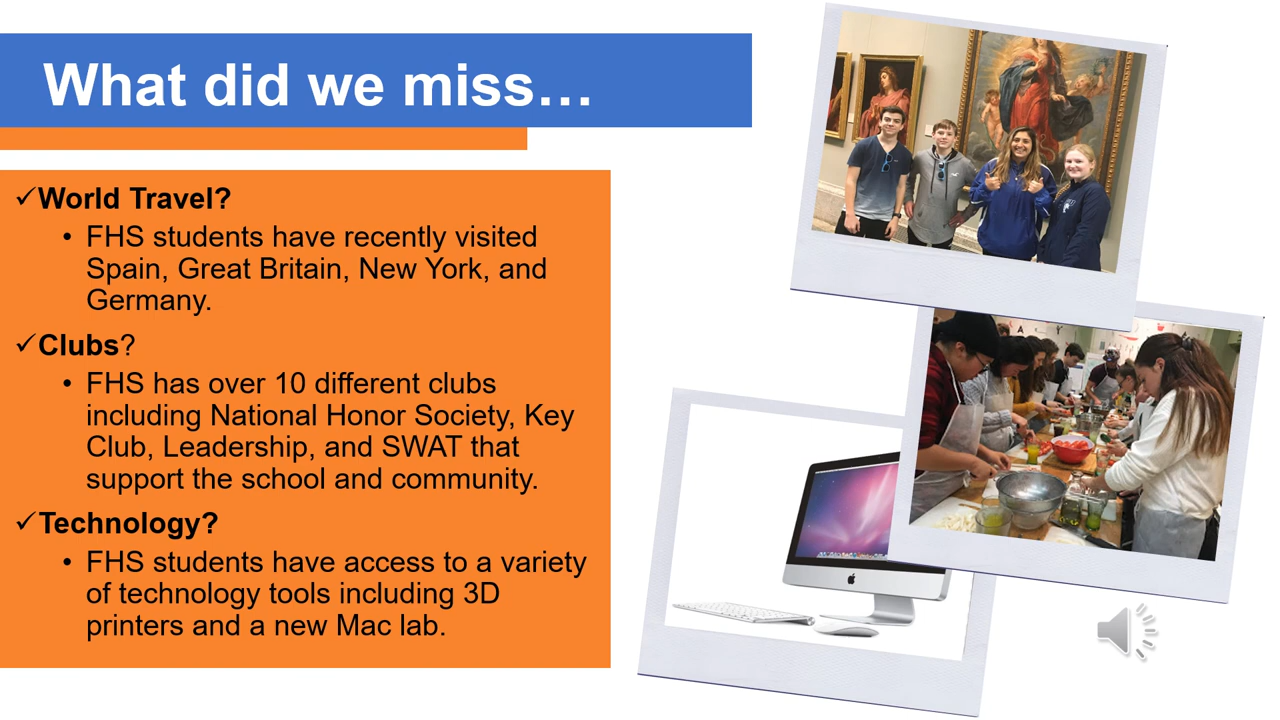 What did we miss…
✓World Travel?
• FHS students have recently visited
Spain, Great Britain, New York, and
Germany.
✓Clubs?
• FHS has over 10 different clubs
including National Honor Society, Key
Club, Leadership, and SWAT that
support the school and community.
✓Technology?
• FHS students have access to a variety
of technology tools including 3D
printers and a new Mac lab.